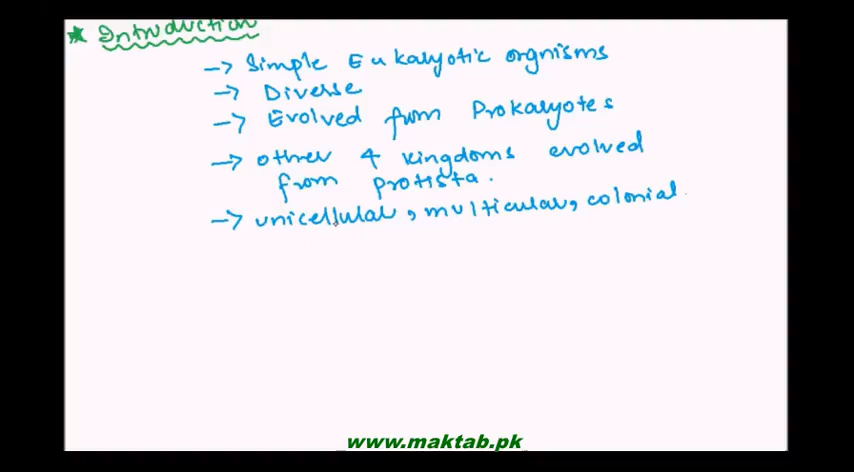 * Introduction
-> Simple Eukaryotic orgnisms
-> Diverse
-> Evolved from Prokaryotes
-> other 4 kingdoms evolved
from protista.
-> unicellular, multicular, colonial
www.maktab.pk